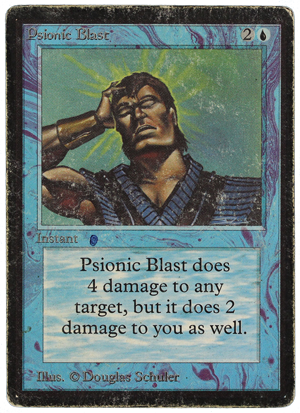 Psionic Blast 2
Instant
Psionic Blast does
4 damage to any
target, but it does 2
damage to you as well.
Illus. © Douglas Schuler